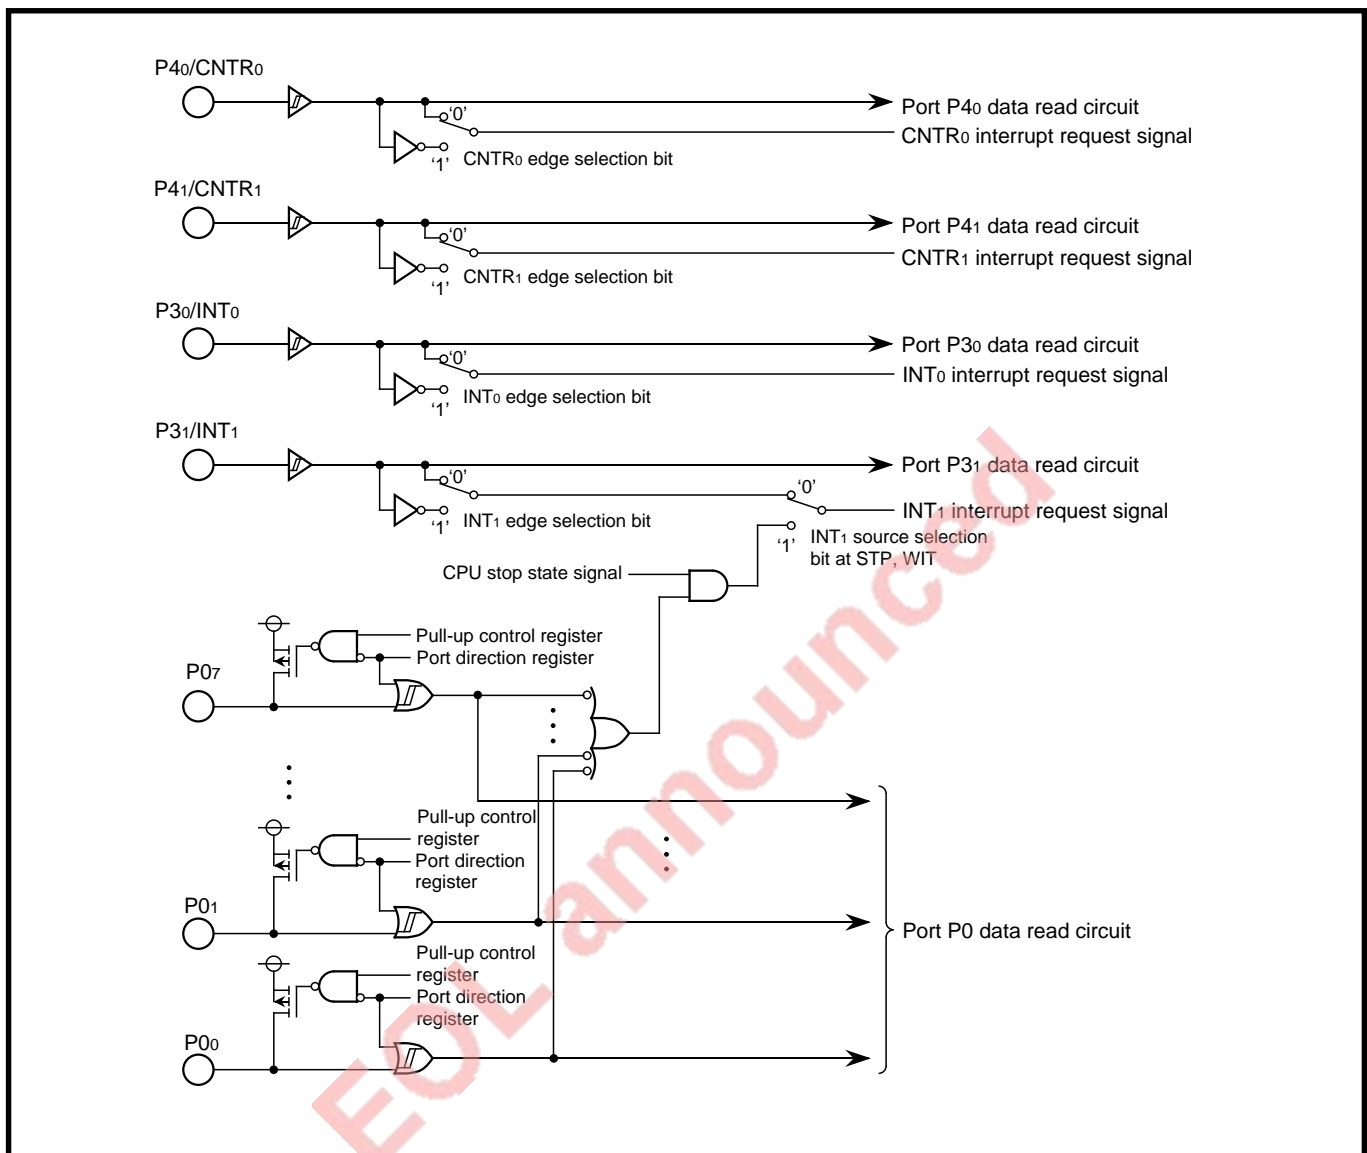 P40/CNTR0
Port P40 data read circuit
'0'
CNTR0 interrupt request signal
'1'
CNTR0 edge selection bit
P41/CNTR1
Port P41 data read circuit
'0'
CNTR1 interrupt request signal
'1'
CNTR1 edge selection bit
P30/INT0
Port P30 data read circuit
'0'
INT0 interrupt request signal
'1'
INT0 edge selection bit
P31/INT1
Port P31 data read circuit
'0'
'0'
INT1 interrupt request signal
'1'
INT1 edge selection bit
'1'
INT1 source selection
bit at STP, WIT
CPU stop state signal
Pull-up control register
Port direction register
P07
Pull-up control
register
Port direction
register
P01
Port P0 data read circuit
Pull-up control
register
Port direction
register
P00
EOL announced